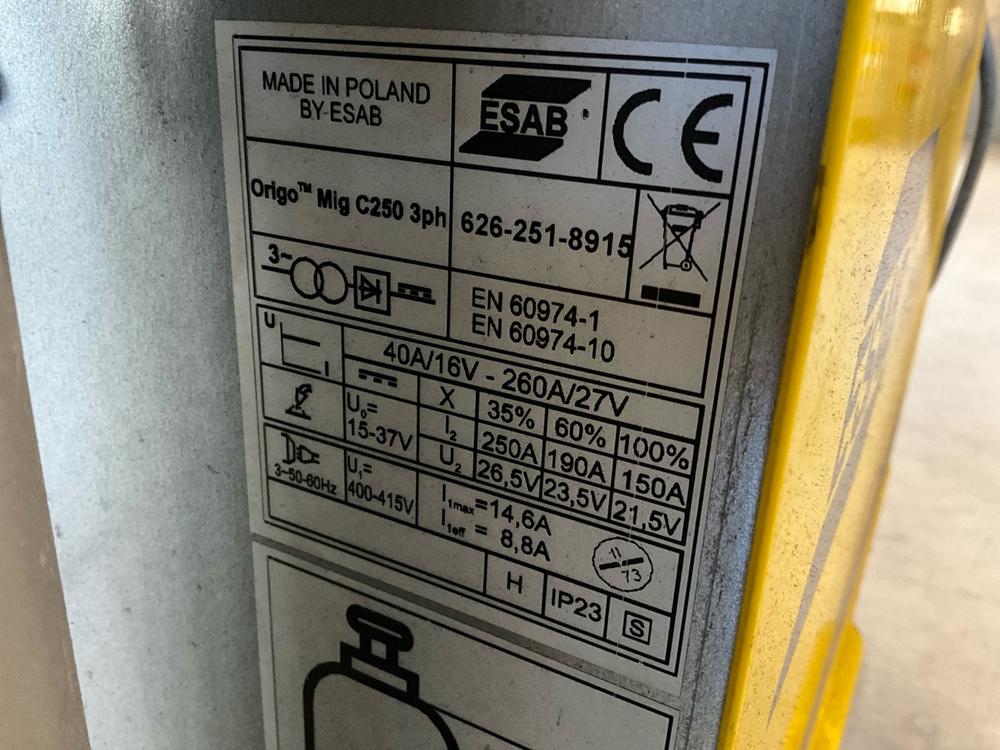 MADE IN POLAND
BY-ESAB
ESAB®
CE
Origo™ Mig C250 3ph
626-251-8915
3~
EN 60974-1
EN 60974-10
U
I
40A/16V - 260A/27V
X 35% 60% 100%
U₀=
15-37V
I₂ 250A 190A 150A
U₂ 26,5V 23,5V 21,5V
3~50-60Hz
U₁=
400-415V
I1max=14,6A
I1eff = 8,8A
11
13
H
IP23
S